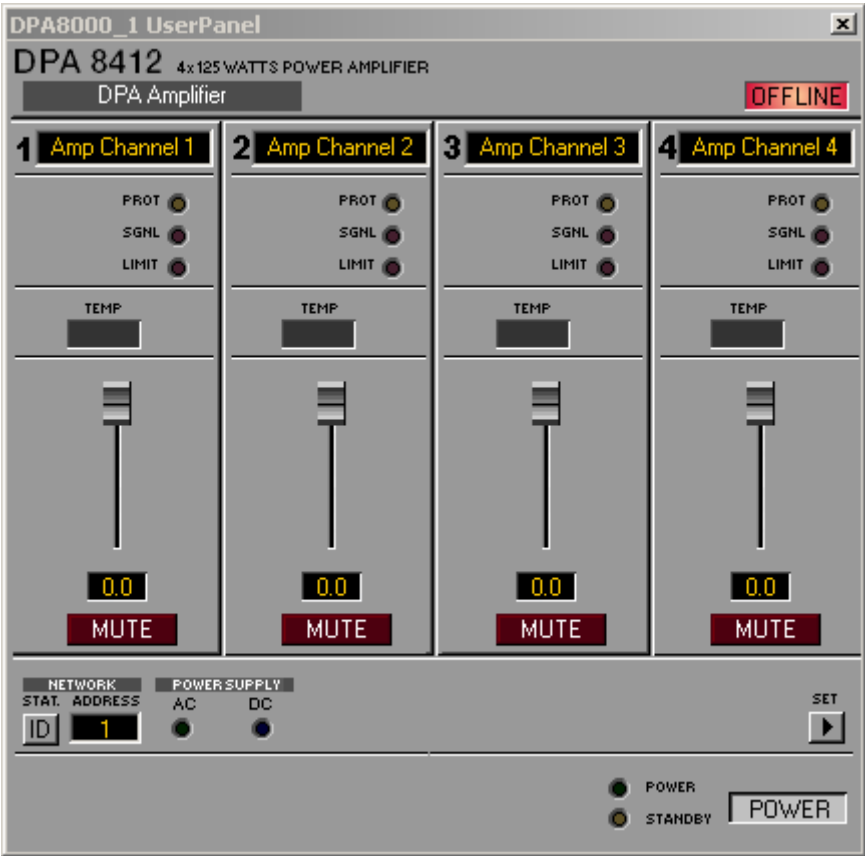 DPA8000_1 UserPanel
DPA 8412 4x125 WATTS POWER AMPLIFIER
DPA Amplifier
OFFLINE
1 Amp Channel 1 2 Amp Channel 2 3 Amp Channel 3 4 Amp Channel 4
PROT PROT PROT PROT
SGNL SGNL SGNL SGNL
LIMIT LIMIT LIMIT LIMIT
TEMP TEMP TEMP TEMP
0.0 0.0 0.0 0.0
MUTE MUTE MUTE MUTE
NETWORK POWER SUPPLY
STAT. ADDRESS AC DC SET
ID 1
POWER
STANDBY
POWER